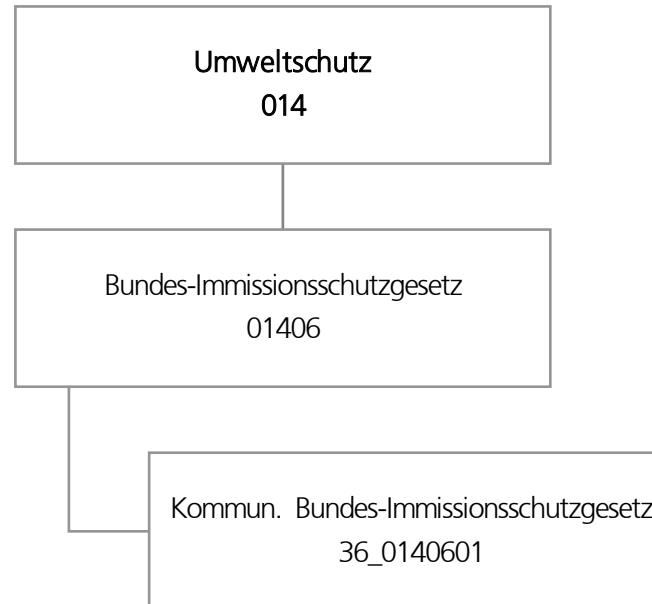 Umweltschutz
014
Bundes-Immissionsschutzgesetz
01406
Kommun. Bundes-Immissionsschutzgesetz
36_0140601